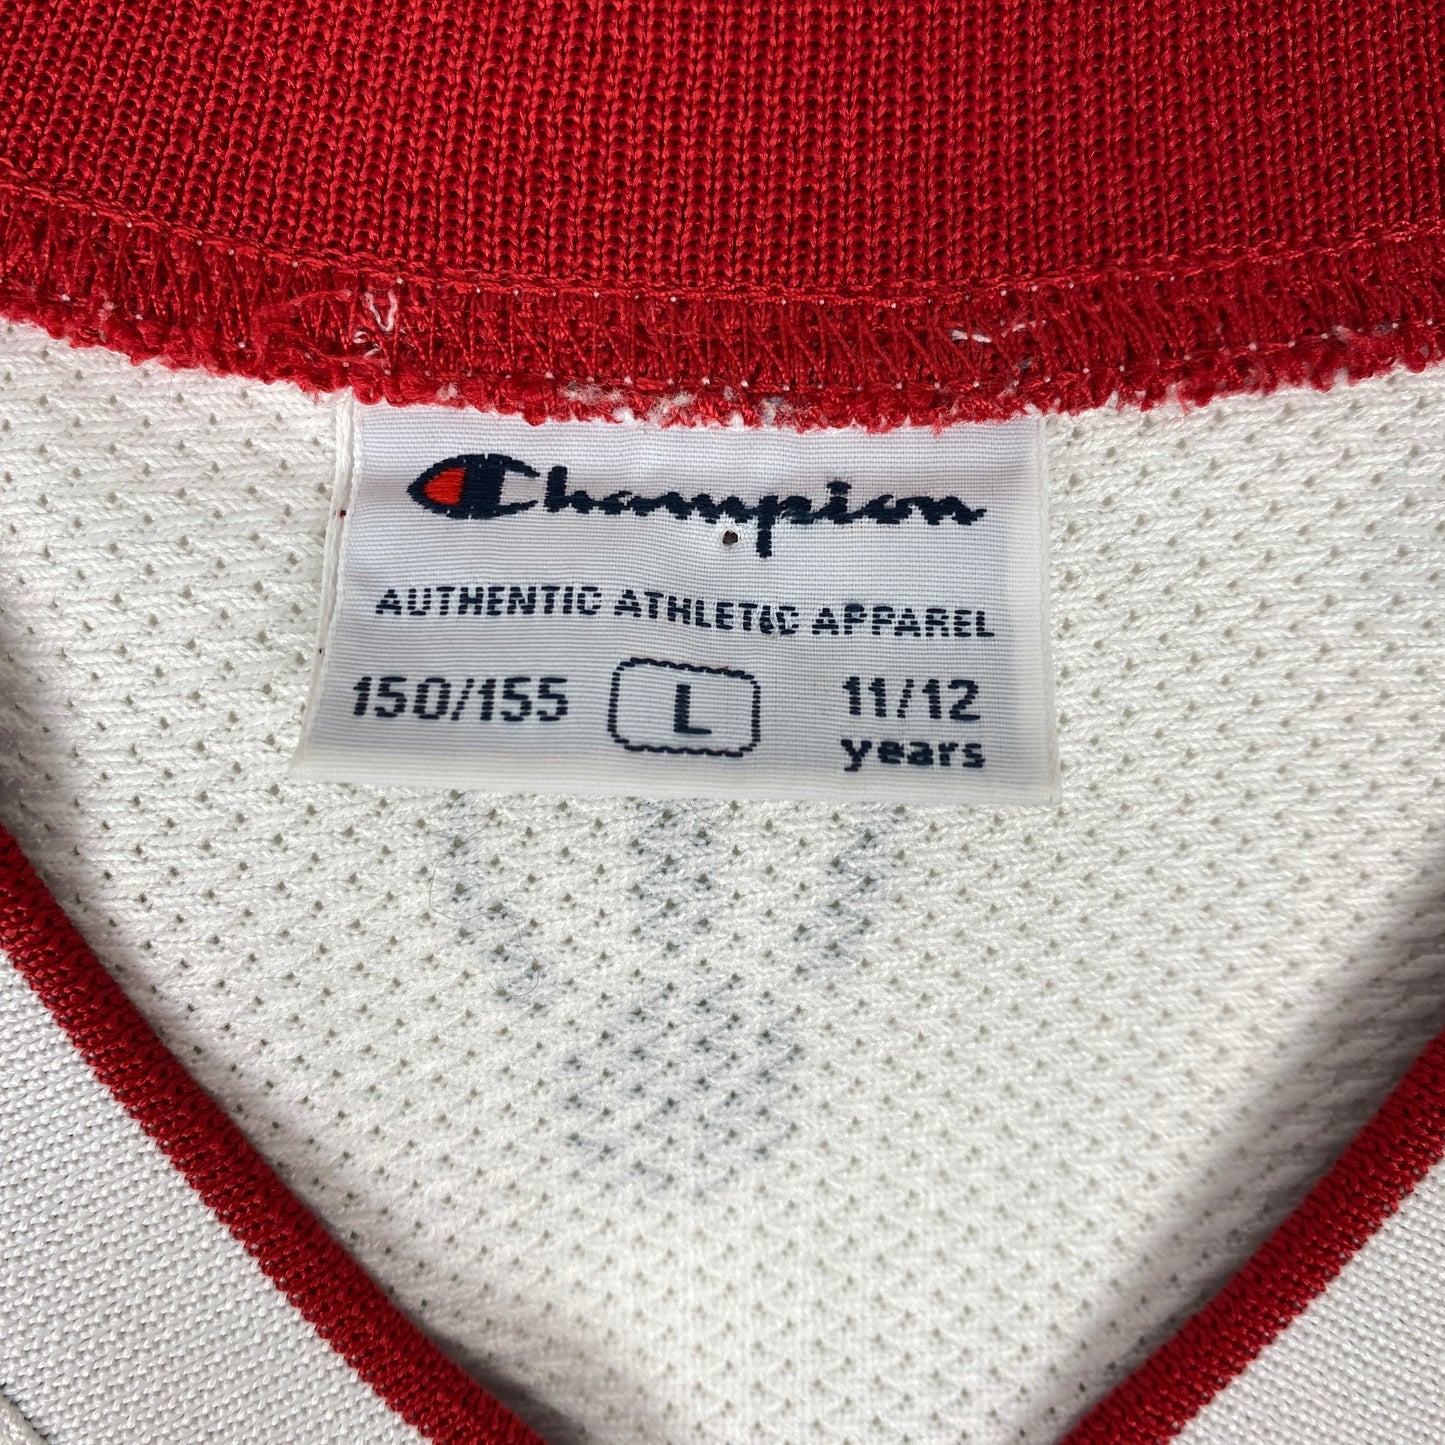 Champion
AUTHENTIC ATHLETIC APPAREL
150/155 L 11/12
years